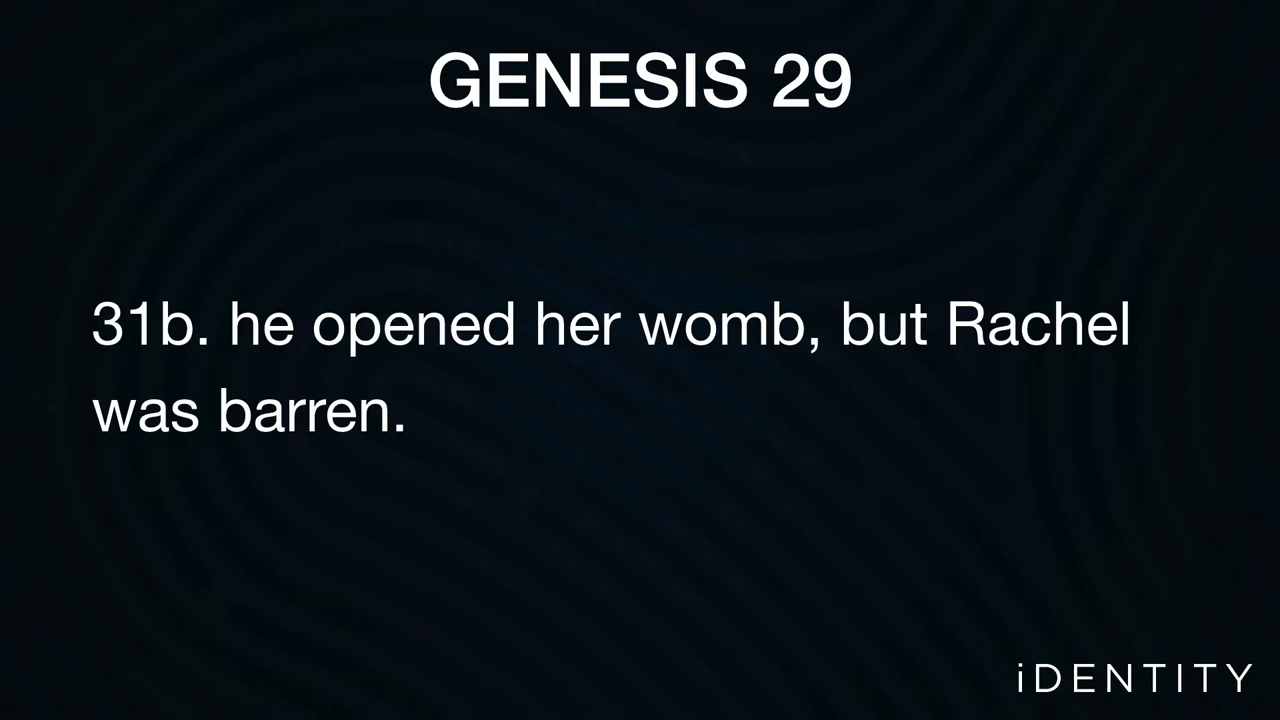 GENESIS 29
31b. he opened her womb, but Rachel
was barren.
iDENTITY